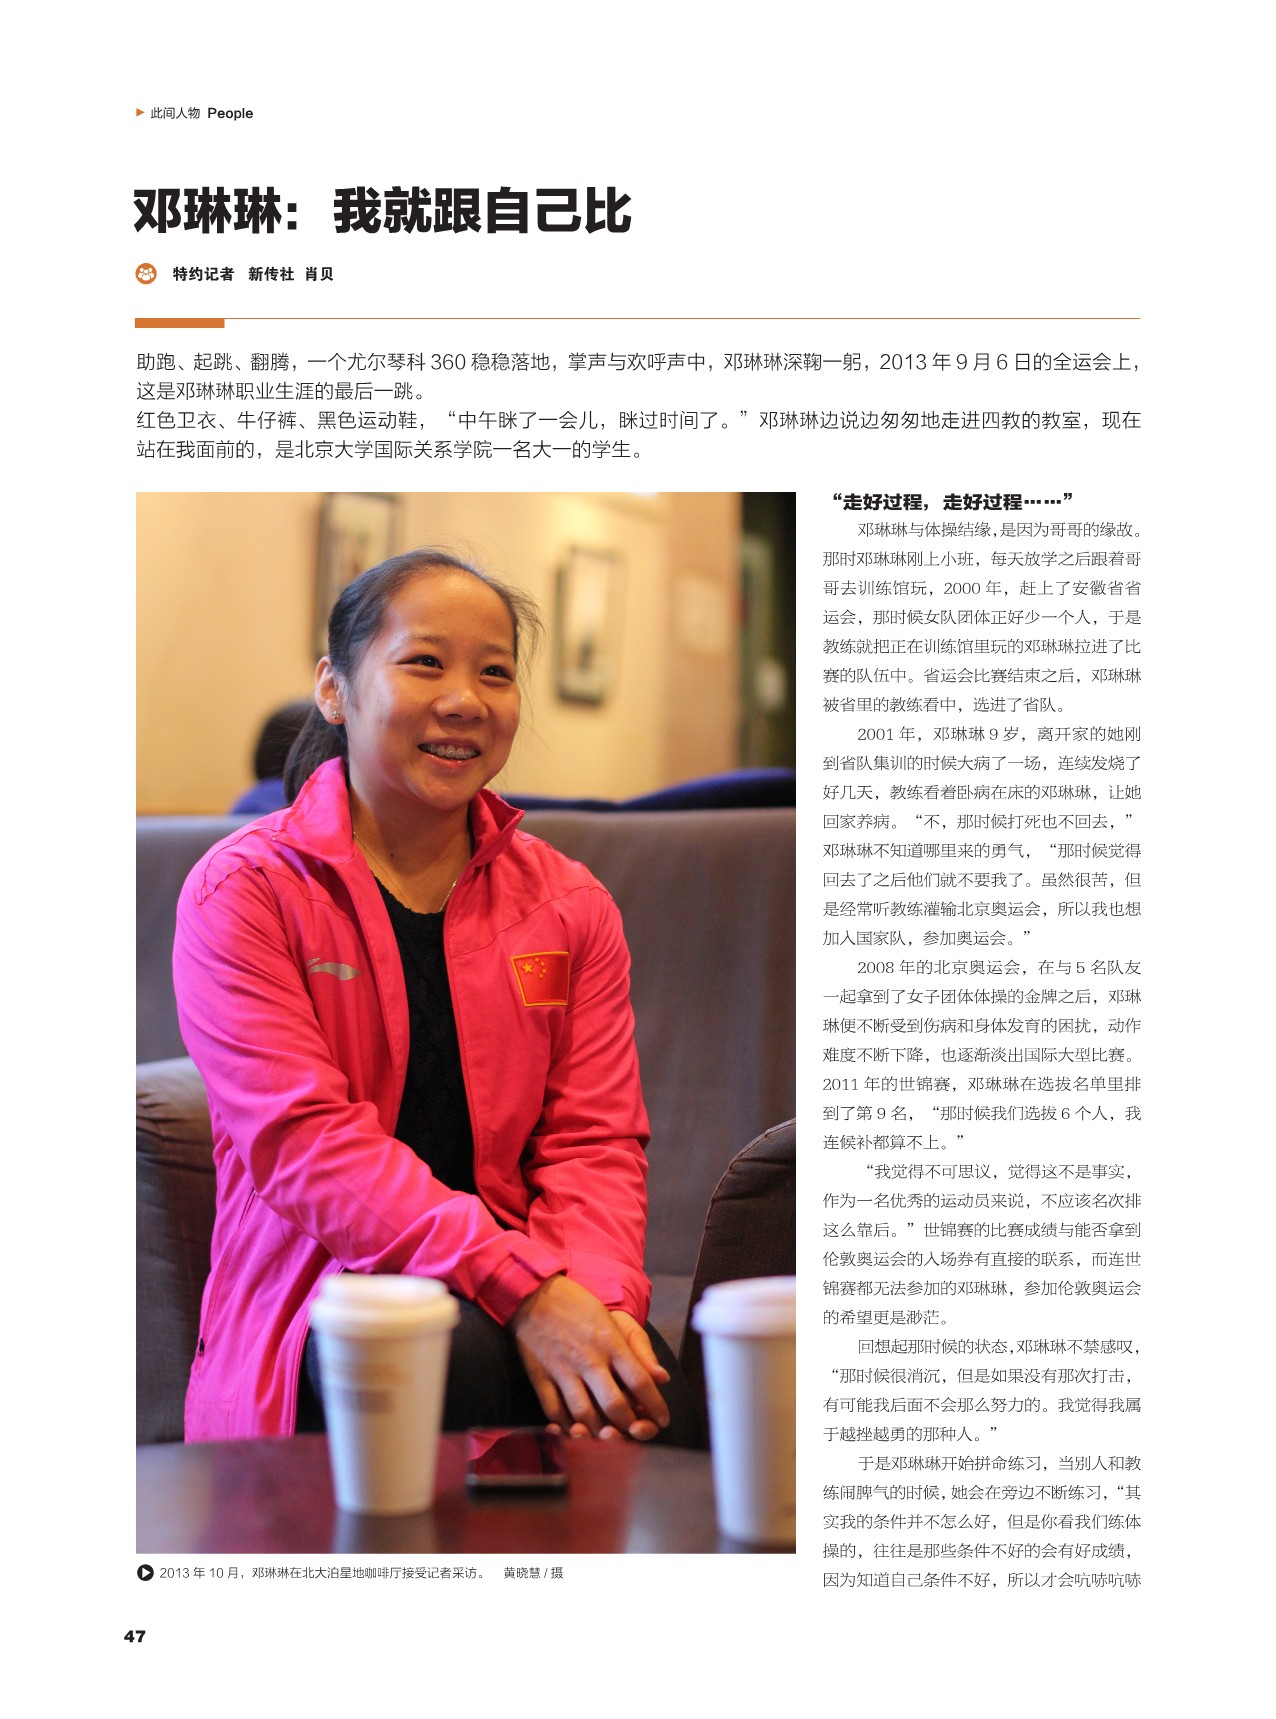 此间人物 People
邓琳琳：我就跟自己比
特约记者 新传社 肖贝
助跑、起跳、翻腾，一个尤尔琴科 360 稳稳落地，掌声与欢呼声中，邓琳琳深鞠一躬，2013 年 9 月 6 日的全运会上，
这是邓琳琳职业生涯的最后一跳。
红色卫衣、牛仔裤、黑色运动鞋，“中午眯了一会儿，眯过时间了。”邓琳琳边说边匆匆地走进四教的教室，现在
站在我面前的，是北京大学国际关系学院一名大一的学生。
“走好过程，走好过程……”
邓琳琳与体操结缘，是因为哥哥的缘故。
那时邓琳琳刚上小班，每天放学之后跟着哥
哥去训练馆玩，2000 年，赶上了安徽省省
运会，那时候女队团体正好少一个人，于是
教练就把正在训练馆里玩的邓琳琳拉进了比
赛的队伍中。省运会比赛结束之后，邓琳琳
被省里的教练看中，选进了省队。
2001 年，邓琳琳 9 岁，离开家的她刚
到省队集训的时候大病了一场，连续发烧了
好几天，教练看着卧病在床的邓琳琳，让她
回家养病。“不，那时候打死也不回去，”
邓琳琳不知道哪里来的勇气，“那时候觉得
回去了之后他们就不要我了。虽然很苦，但
是经常听教练灌输北京奥运会，所以我也想
加入国家队，参加奥运会。”
2008 年的北京奥运会，在与 5 名队友
一起拿到了女子团体体操的金牌之后，邓琳
琳便不断受到伤病和身体发育的困扰，动作
难度不断下降，也逐渐淡出国际大型比赛。
2011 年的世锦赛，邓琳琳在选拔名单里排
到了第 9 名，“那时候我们选拔 6 个人，我
连候补都算不上。”
“我觉得不可思议，觉得这不是事实，
作为一名优秀的运动员来说，不应该名次排
这么靠后。”世锦赛的比赛成绩与能否拿到
伦敦奥运会的入场券有直接的联系，而连世
锦赛都无法参加的邓琳琳，参加伦敦奥运会
的希望更是渺茫。
回想起那时候的状态，邓琳琳不禁感叹，
“那时候很消沉，但是如果没有那次打击，
有可能我后面不会那么努力的。我觉得我属
于越挫越勇的那种人。”
于是邓琳琳开始拼命练习，当别人和教
练闹脾气的时候，她会在旁边不断练习，“其
实我的条件并不怎么好，但是你看我们练体
操的，往往是那些条件不好的会有好成绩，
因为知道自己条件不好，所以才会吭哧吭哧
2013 年 10 月，邓琳琳在北大泊星地咖啡厅接受记者采访。 黄晓慧 / 摄
47